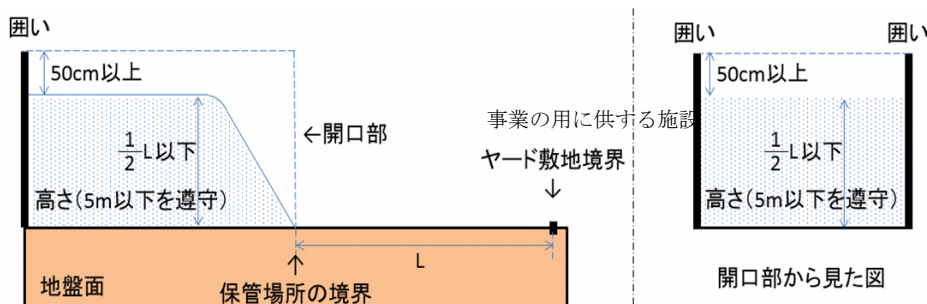 囲い
50cm以上
←開口部
1/2 L以下
高さ(5m以下を遵守)
事業の用に供する施設
ヤード敷地境界
↓
L
地盤面
↑
保管場所の境界
囲い
囲い
50cm以上
1/2 L以下
高さ(5m以下を遵守)
開口部から見た図